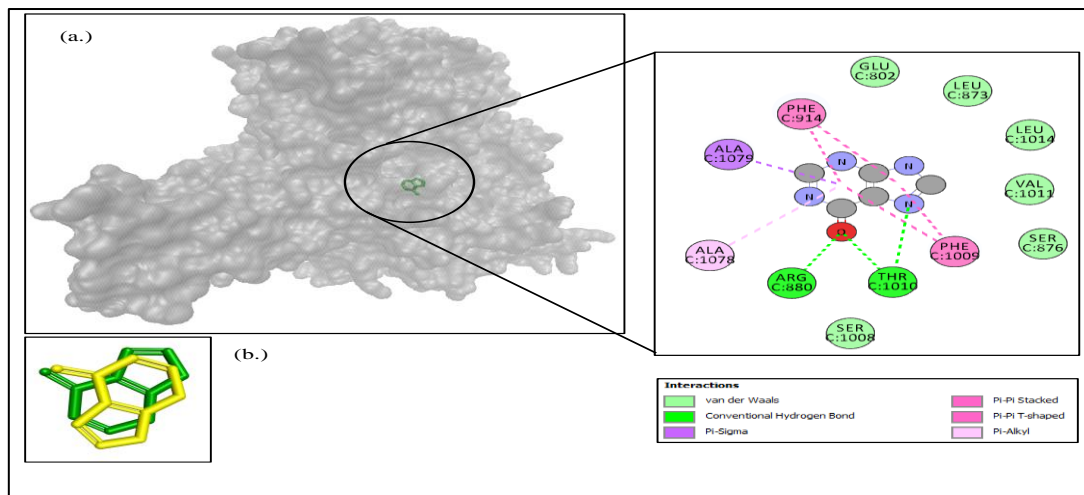 (a.)
GLU
C:802
LEU
C:873
PHE
C:914
LEU
C:1014
ALA
C:1079
N
N
VAL
C:1011
N
N
SER
C:876
O
PHE
C:1009
ALA
C:1078
ARG
C:880
THR
C:1010
SER
C:1008
(b.)
Interactions
van der Waals
Conventional Hydrogen Bond
Pi-Sigma
Pi-Pi Stacked
Pi-Pi T-shaped
Pi-Alkyl